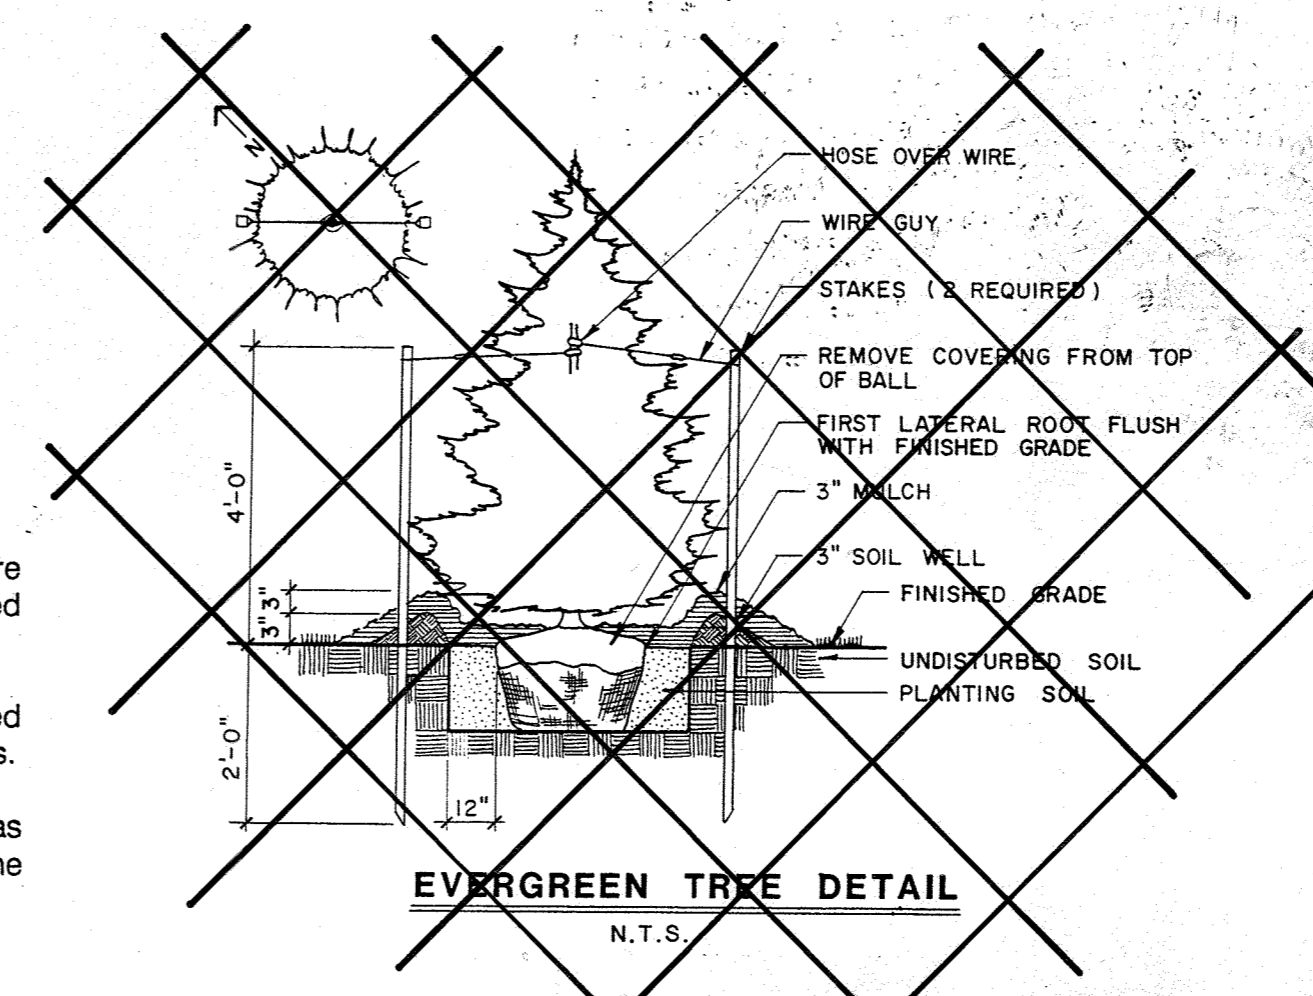 N
HOSE OVER WIRE
WIRE GUY
STAKES (2 REQUIRED)
REMOVE COVERING FROM TOP
OF BALL
FIRST LATERAL ROOT FLUSH
WITH FINISHED GRADE
3" MULCH
3" SOIL WELL
FINISHED GRADE
UNDISTURBED SOIL
PLANTING SOIL
4'-0"
3"
3"
2'-0"
12"
EVERGREEN TREE DETAIL
N.T.S.
re
ed
ed
s.
as
ne